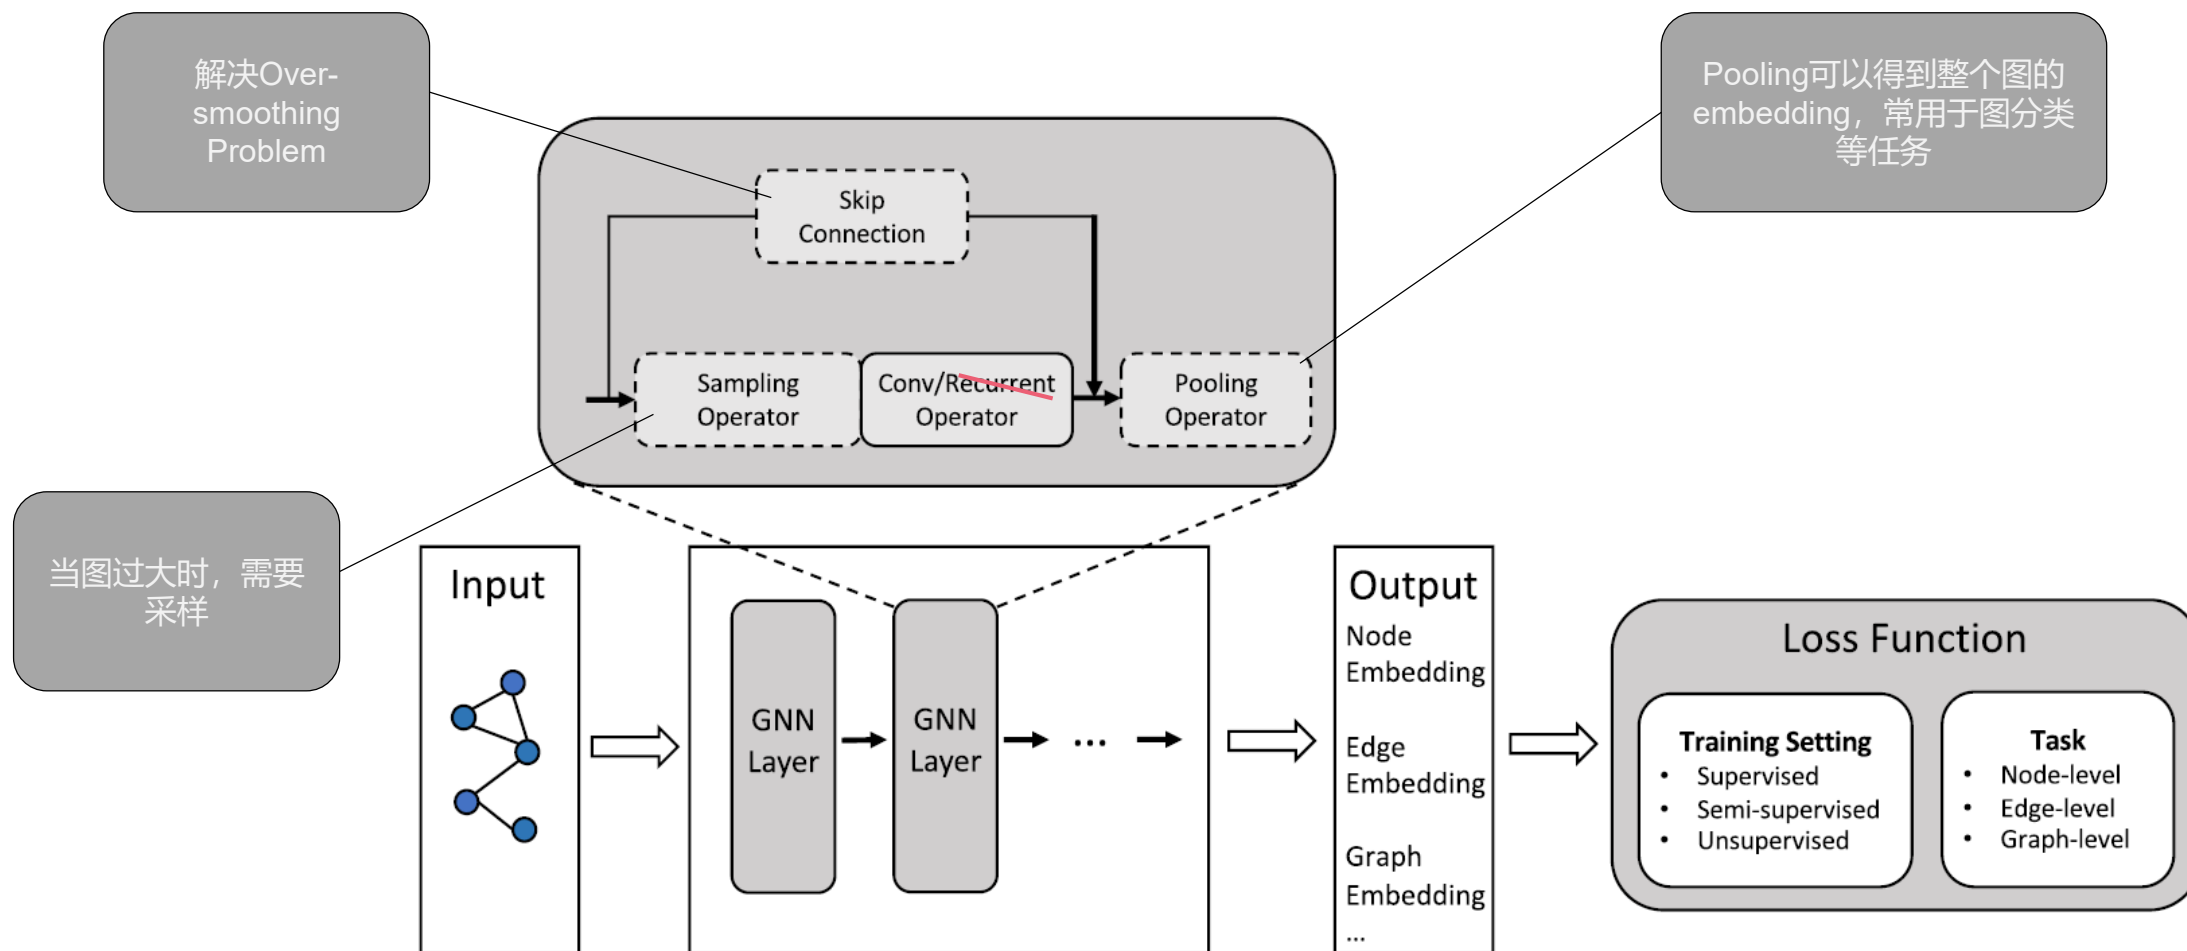 解决Over-
smoothing
Problem
Pooling可以得到整个图的
embedding，常用于图分类
等任务
Skip
Connection
Sampling
Operator
Conv/Recurrent
Operator
Pooling
Operator
当图过大时，需要
采样
Input
GNN
Layer
GNN
Layer
...
Output
Node
Embedding
Edge
Embedding
Graph
Embedding
...
Loss Function
Training Setting
• Supervised
• Semi-supervised
• Unsupervised
Task
• Node-level
• Edge-level
• Graph-level